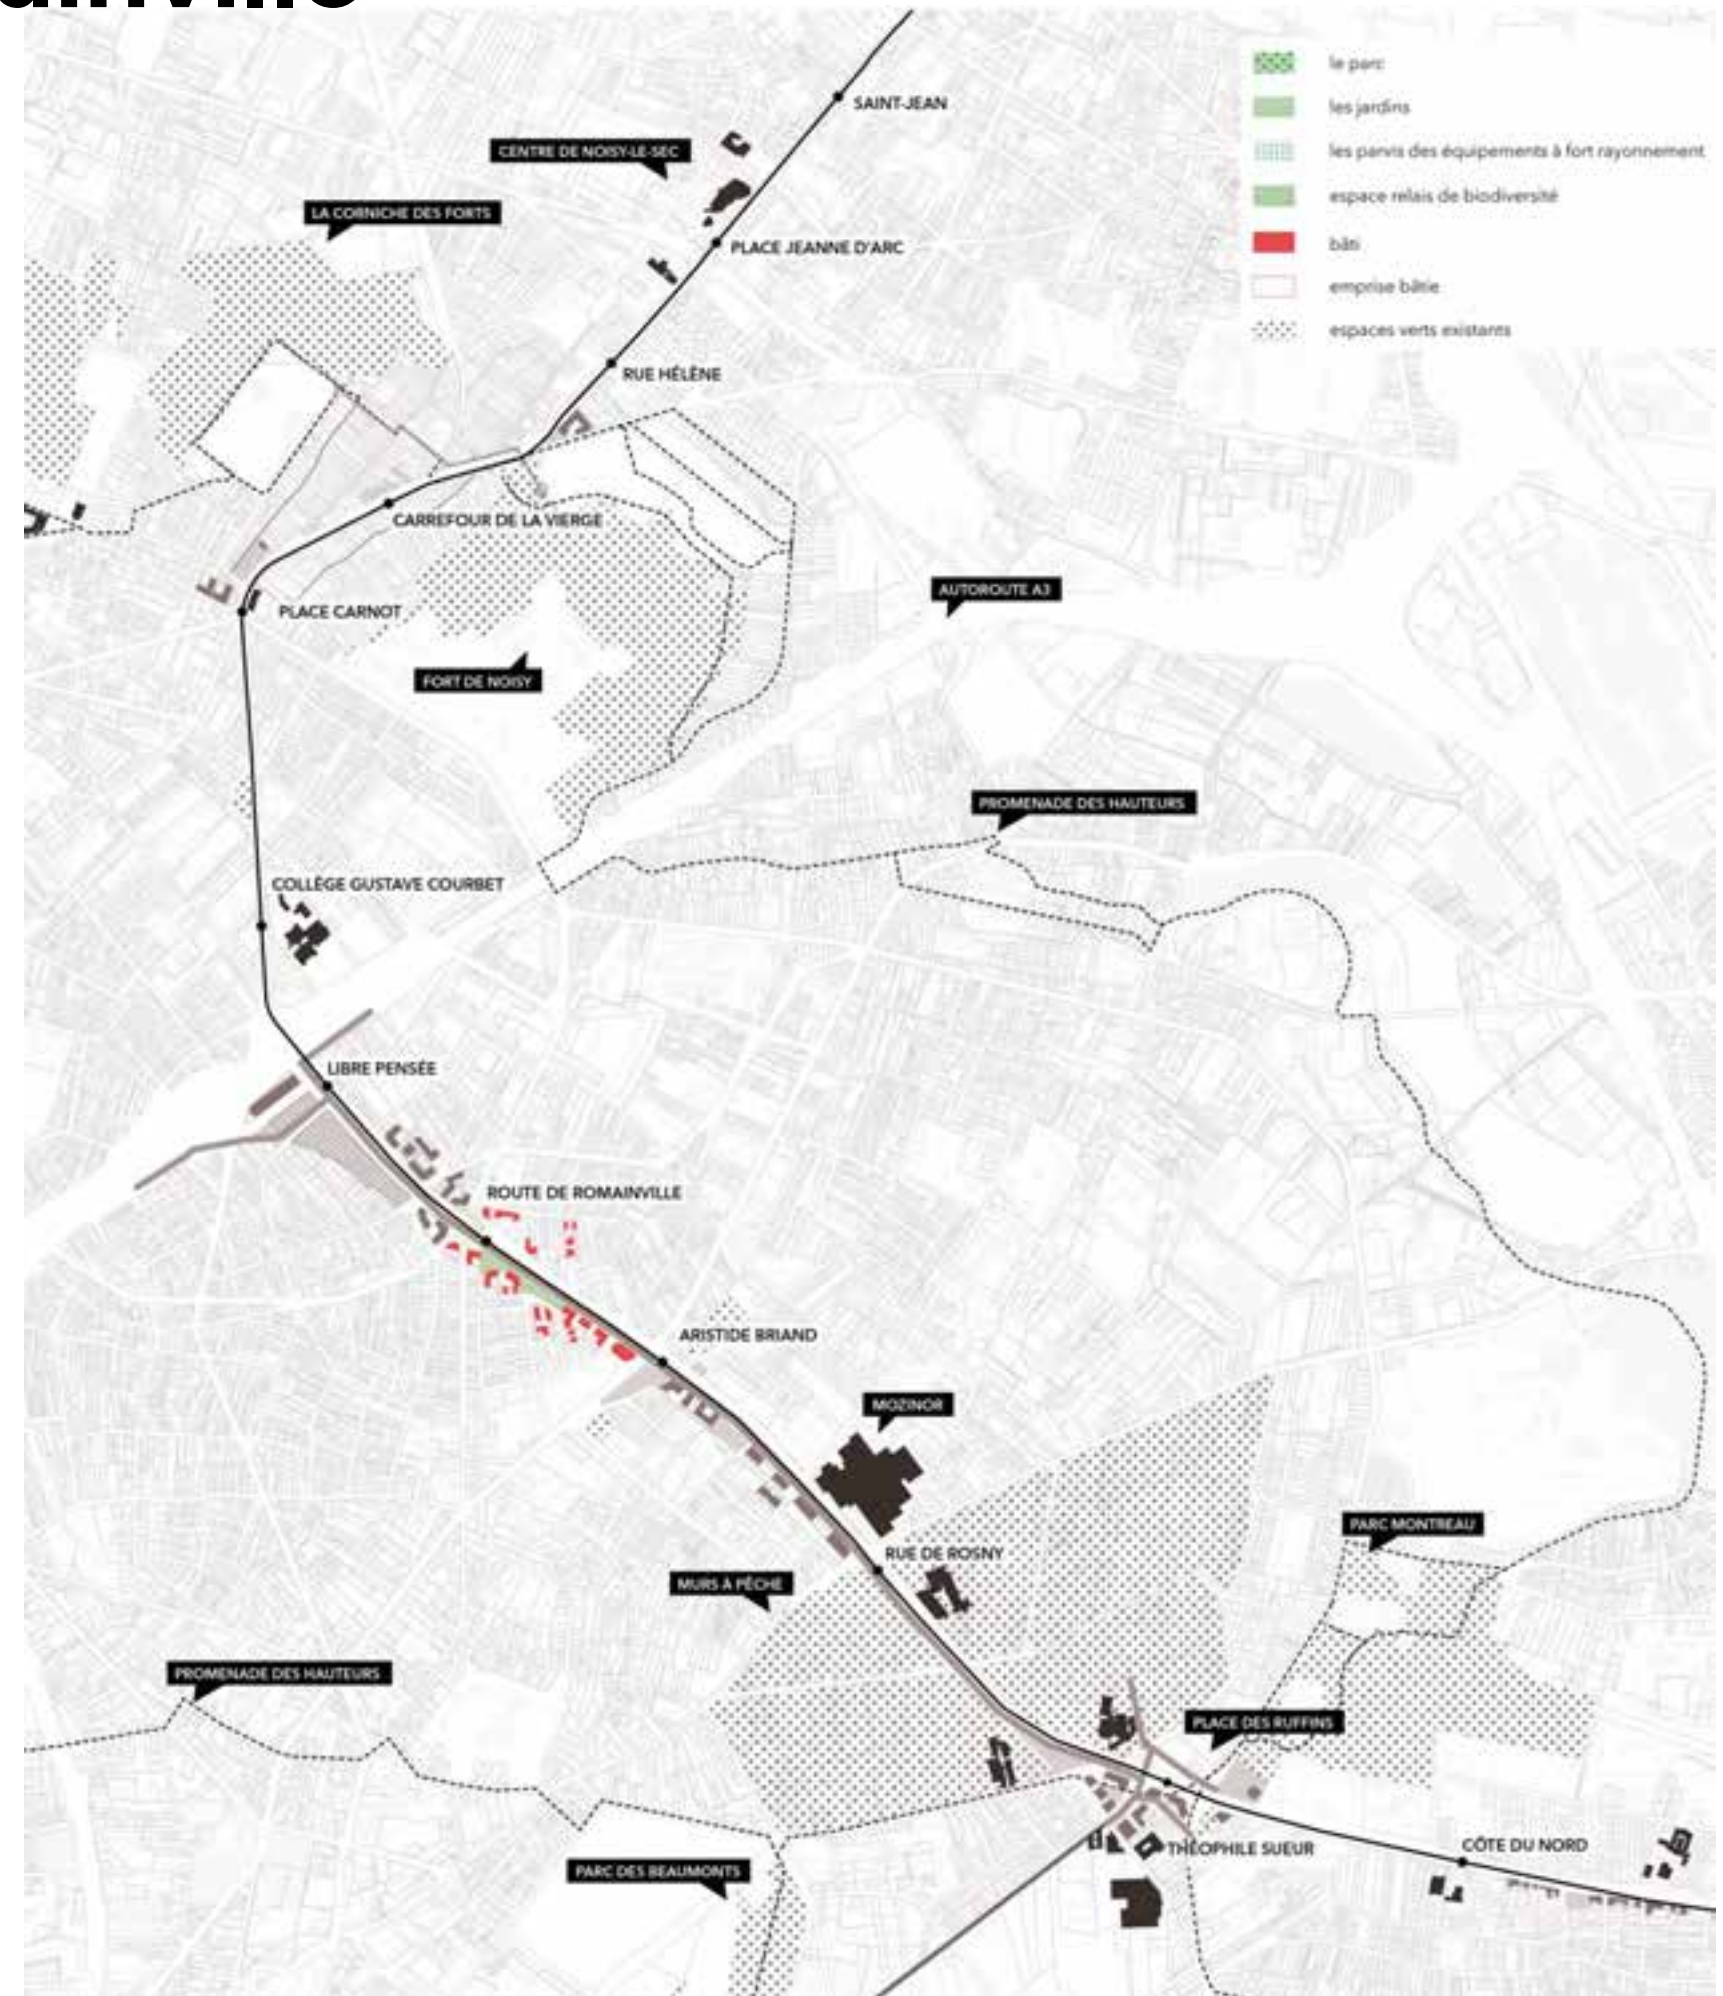 le parc
SAINT-JEAN
les jardins
CENTRE DE NOISY-LE-SEC
les parvis des équipements à fort rayonnement
espace relais de biodiversité
LA CORNICHE DES FORTS
PLACE JEANNE D'ARC
bâti
emprise bâtie
espaces verts existants
RUE HÉLÈNE
CARREFOUR DE LA VIERGE
AUTOROUTE A3
PLACE CARNOT
FORT DE NOISY
PROMENADE DES HAUTEURS
COLLÈGE GUSTAVE COURBET
LIBRE PENSÉE
ROUTE DE ROMAINVILLE
ARISTIDE BRIAND
MOZINOR
PARC MONTREAU
RUE DE ROSNY
MURS À PÊCHE
PROMENADE DES HAUTEURS
PLACE DES RUFFINS
THÉOPHILE SUEUR
CÔTE DU NORD
PARC DES BEAUMONTS